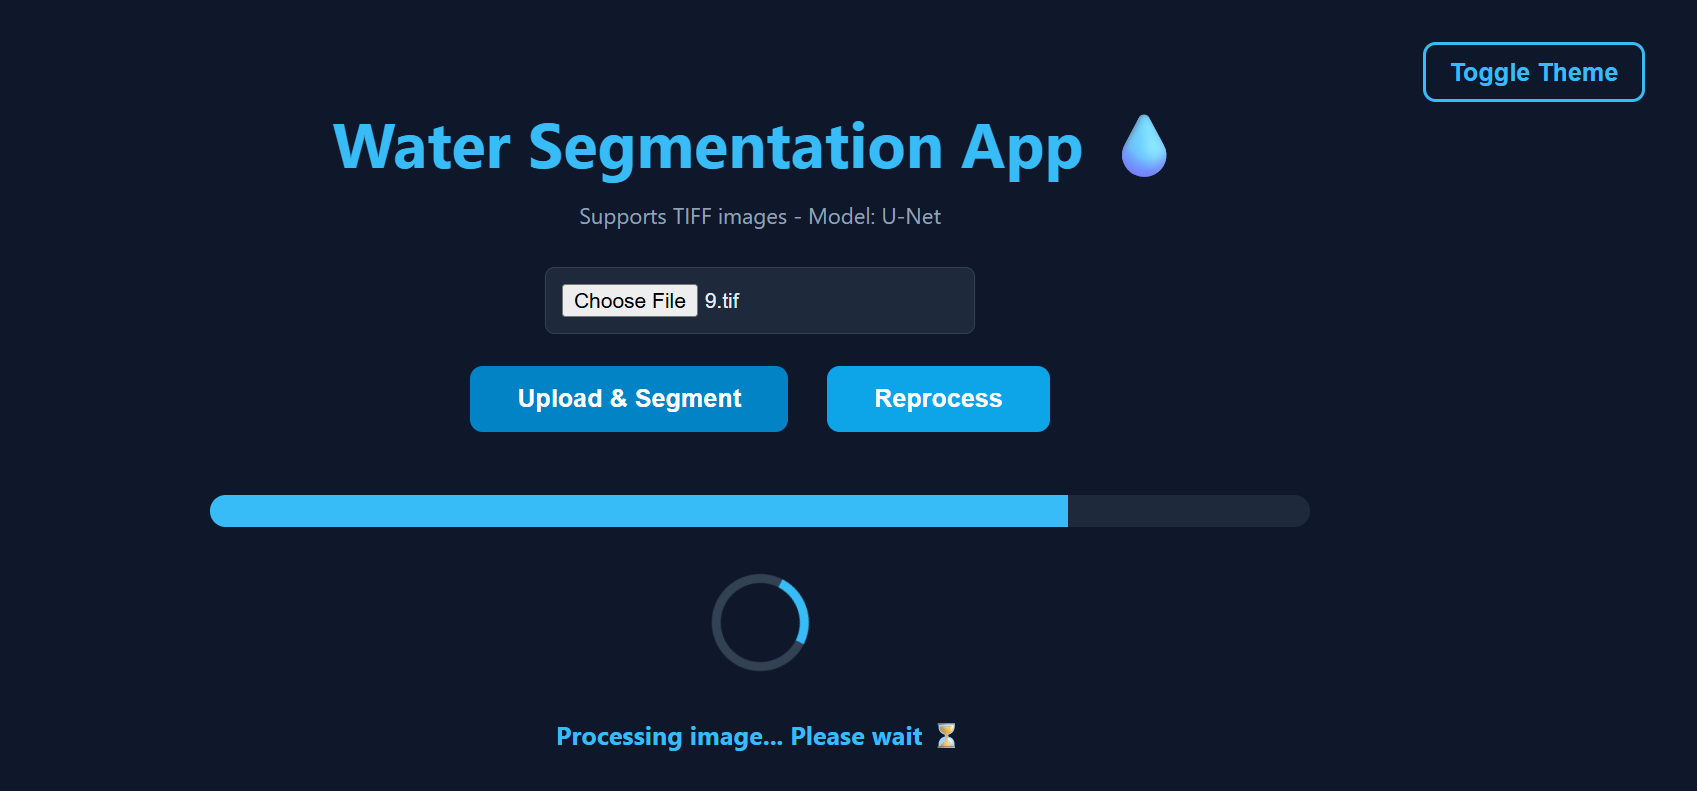 Toggle Theme
Water Segmentation App 💧
Supports TIFF images - Model: U-Net
Choose File 9.tif
Upload & Segment
Reprocess
Processing image... Please wait ⏳